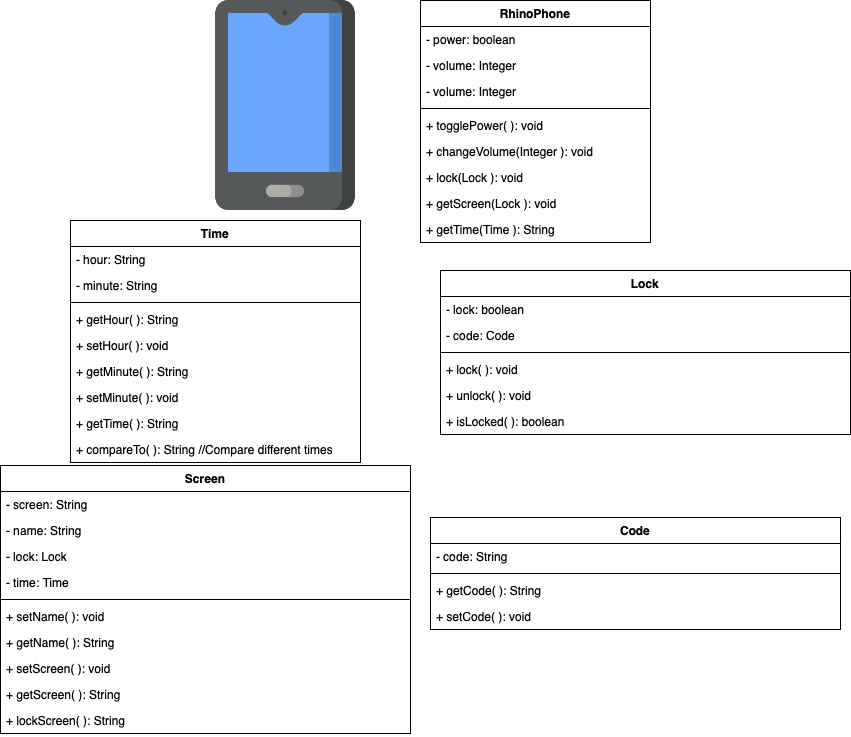 RhinoPhone
- power: boolean
- volume: Integer
- volume: Integer
+ togglePower( ): void
+ changeVolume(Integer ): void
+ lock(Lock ): void
+ getScreen(Lock ): void
+ getTime(Time ): String
Time
- hour: String
- minute: String
+ getHour( ): String
+ setHour( ): void
+ getMinute( ): String
+ setMinute( ): void
+ getTime( ): String
+ compareTo( ): String //Compare different times
Lock
- lock: boolean
- code: Code
+ lock( ): void
+ unlock( ): void
+ isLocked( ): boolean
Screen
- screen: String
- name: String
- lock: Lock
- time: Time
+ setName( ): void
+ getName( ): String
+ setScreen( ): void
+ getScreen( ): String
+ lockScreen( ): String
Code
- code: String
+ getCode( ): String
+ setCode( ): void